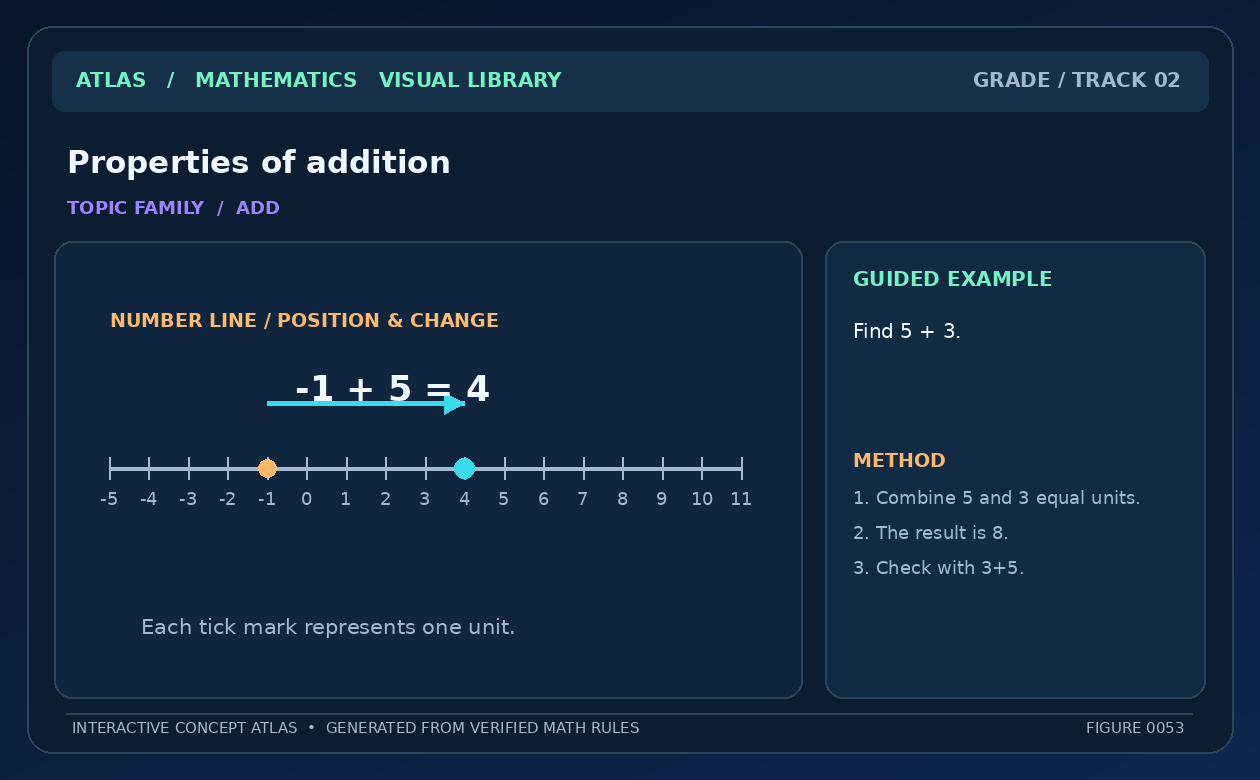 ATLAS / MATHEMATICS VISUAL LIBRARY
GRADE / TRACK 02
Properties of addition
TOPIC FAMILY / ADD
NUMBER LINE / POSITION & CHANGE
-1 + 5 = 4
-5 -4 -3 -2 -1 0 1 2 3 4 5 6 7 8 9 10 11
Each tick mark represents one unit.
GUIDED EXAMPLE
Find 5 + 3.
METHOD
1. Combine 5 and 3 equal units.
2. The result is 8.
3. Check with 3+5.
INTERACTIVE CONCEPT ATLAS • GENERATED FROM VERIFIED MATH RULES
FIGURE 0053